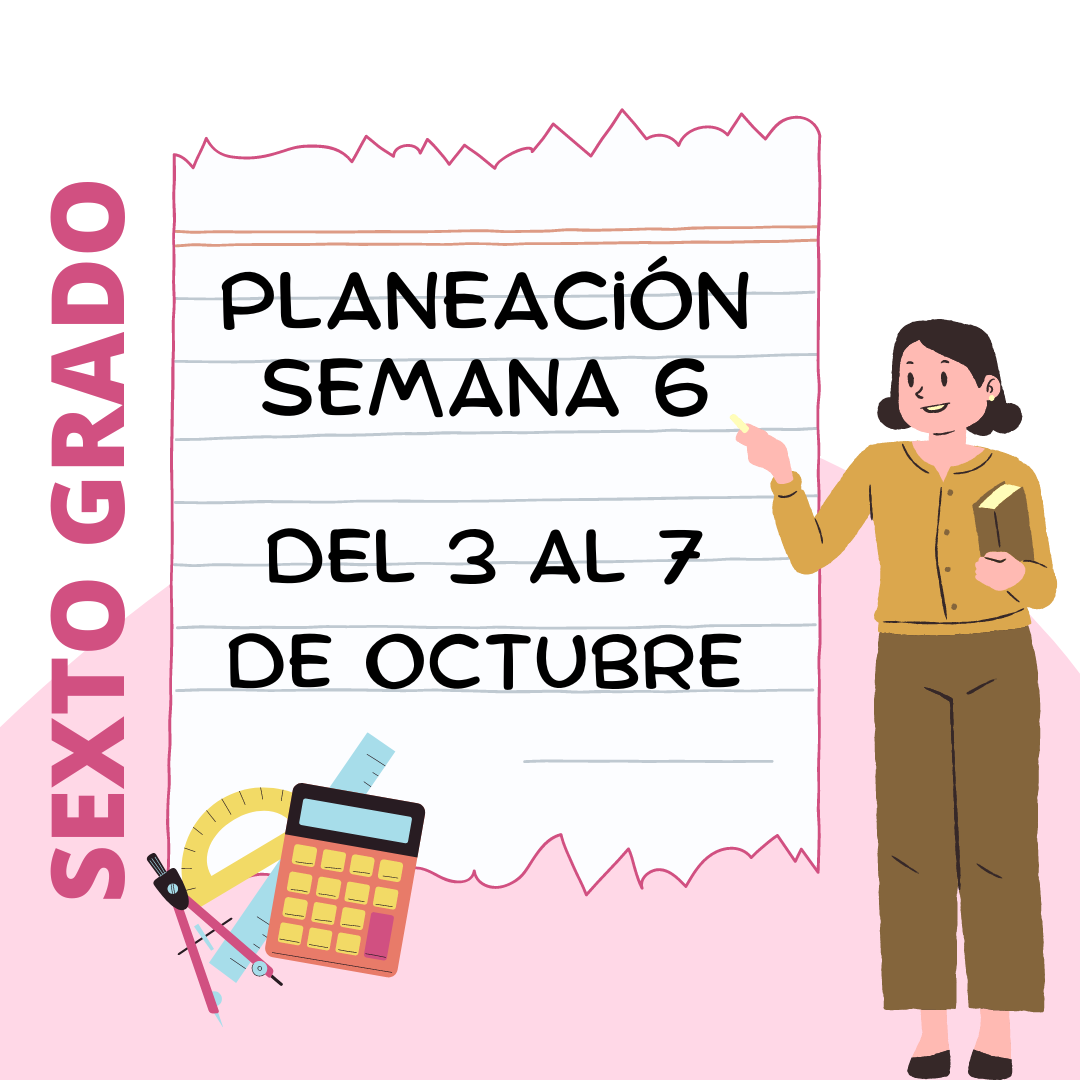 SEXTO GRADO
PLANEACIÓN
SEMANA 6
DEL 3 AL 7
DE OCTUBRE